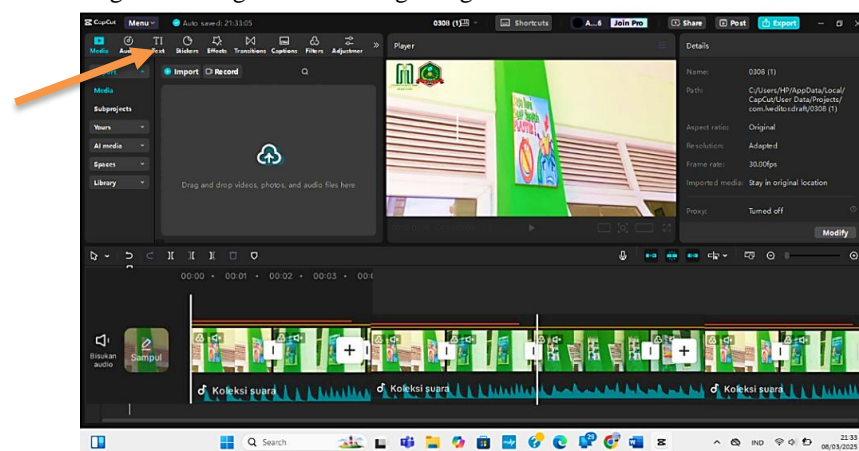 CapCut Menu Auto saved: 21:33:05 0308 (1) Shortcuts A...6 Join Pro Share Post Export
Media Text Stickers Effects Transitions Captions Filters Adjustmer
Player
Details
Import Record
Media
Subprojects
Yours
AI media
Spaces
Library
Drag and drop videos, photos, and audio files here
Name: 0308 (1)
Path: C:/Users/HP/AppData/Local/
CapCut/User Data/Projects/
com.lveditor.draft/0308 (1)
Aspect ratio: Original
Resolution: Adapted
Frame rate: 30.00fps
Imported media: Stay in original location
Proxy: Turned off
Modify
00:00 00:01 00:02 00:03
Bisukan
audio
Sampul
Koleksi suara
Koleksi suara
Koleksi suara
Search
IND
21:33
08/03/2025